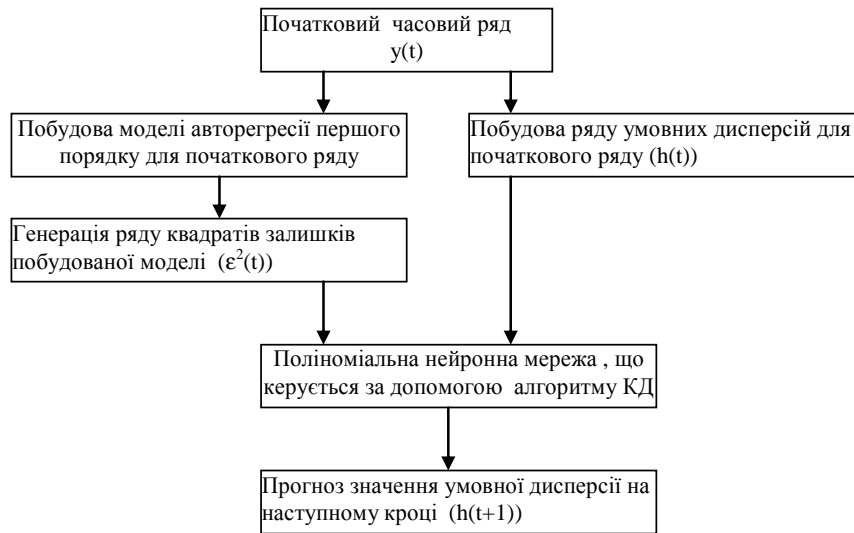 Початковий часовий ряд
y(t)
Побудова моделі авторегресії першого
порядку для початкового ряду
Побудова ряду умовних дисперсій для
початкового ряду (h(t))
Генерація ряду квадратів залишків
побудованої моделі (ε²(t))
Поліноміальна нейронна мережа , що
керується за допомогою алгоритму КД
Прогноз значення умовної дисперсії на
наступному кроці (h(t+1))